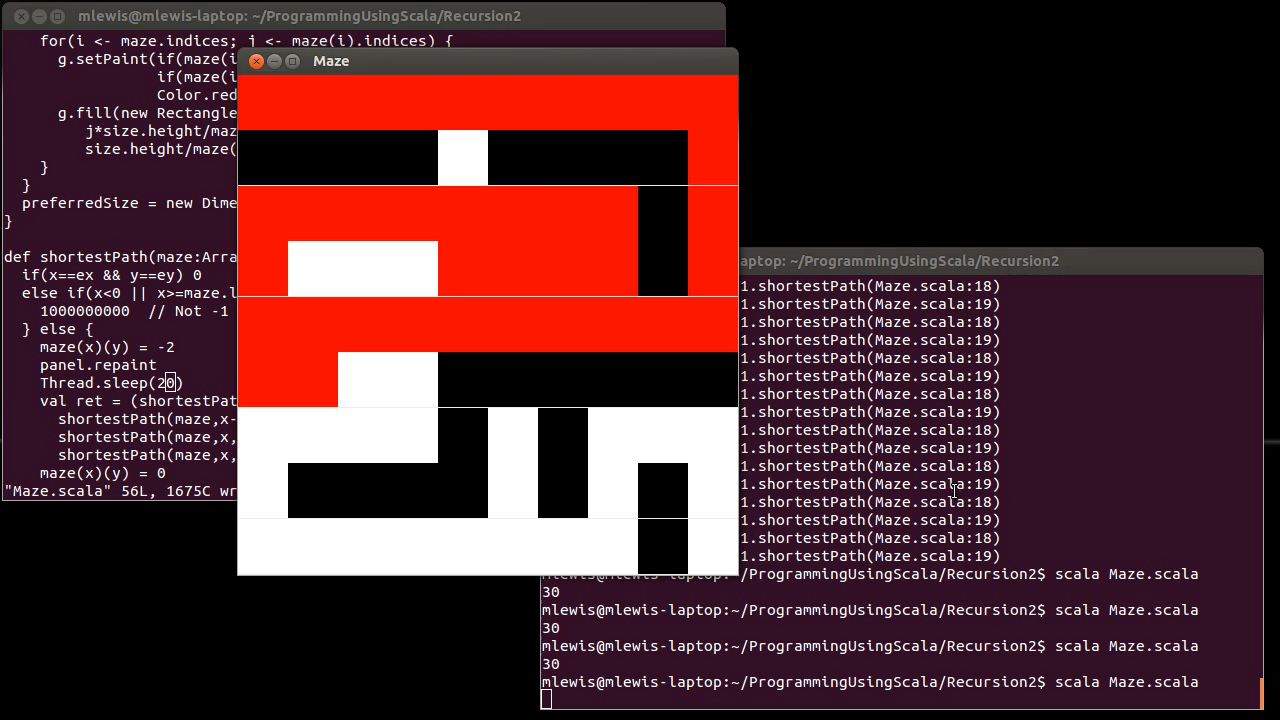 mlewis@mlewis-laptop: ~/ProgrammingUsingScala/Recursion2
for(i <- maze.indices; j <- maze(i).indices) {
g.setPaint(if(maze(i
if(maze(i
Color.red
g.fill(new Rectangle
j*size.height/maz
size.height/maze(
}
}
preferredSize = new Dime
}
def shortestPath(maze:Arra
if(x==ex && y==ey) 0
else if(x<0 || x>=maze.l
1000000000  // Not -1
} else {
maze(x)(y) = -2
panel.repaint
Thread.sleep(20)
val ret = (shortestPat
shortestPath(maze,x-
shortestPath(maze,x,
shortestPath(maze,x,
maze(x)(y) = 0
"Maze.scala" 56L, 1675C wr
Maze
aptop: ~/ProgrammingUsingScala/Recursion2
1.shortestPath(Maze.scala:18)
1.shortestPath(Maze.scala:19)
1.shortestPath(Maze.scala:18)
1.shortestPath(Maze.scala:19)
1.shortestPath(Maze.scala:18)
1.shortestPath(Maze.scala:19)
1.shortestPath(Maze.scala:18)
1.shortestPath(Maze.scala:19)
1.shortestPath(Maze.scala:18)
1.shortestPath(Maze.scala:19)
1.shortestPath(Maze.scala:18)
1.shortestPath(Maze.scala:19)
1.shortestPath(Maze.scala:18)
1.shortestPath(Maze.scala:19)
1.shortestPath(Maze.scala:18)
1.shortestPath(Maze.scala:19)
mlewis@mlewis-laptop:~/ProgrammingUsingScala/Recursion2$ scala Maze.scala
30
mlewis@mlewis-laptop:~/ProgrammingUsingScala/Recursion2$ scala Maze.scala
30
mlewis@mlewis-laptop:~/ProgrammingUsingScala/Recursion2$ scala Maze.scala
30
mlewis@mlewis-laptop:~/ProgrammingUsingScala/Recursion2$ scala Maze.scala